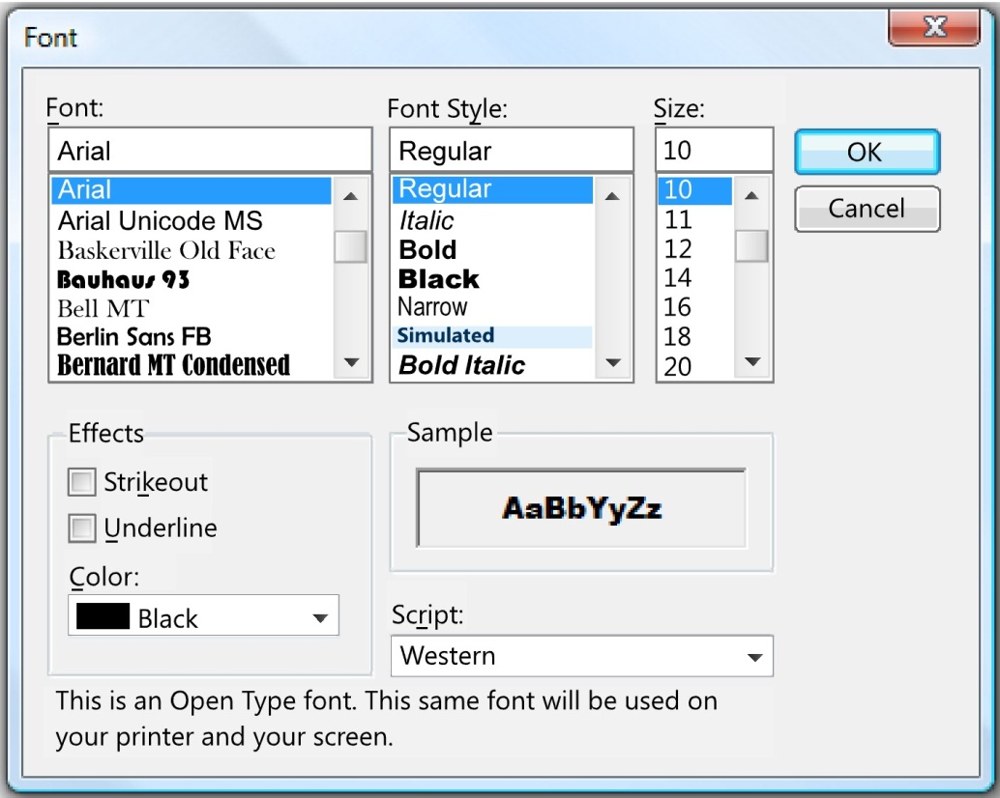 Font
Font:
Arial
Arial
Arial Unicode MS
Baskerville Old Face
Bauhaus 93
Bell MT
Berlin Sans FB
Bernard MT Condensed
Font Style:
Regular
Regular
Italic
Bold
Black
Narrow
Simulated
Bold Italic
Size:
10
10
11
12
14
16
18
20
OK
Cancel
Effects
Strikeout
Underline
Color:
Black
Sample
AaBbYyZz
Script:
Western
This is an Open Type font. This same font will be used on
your printer and your screen.